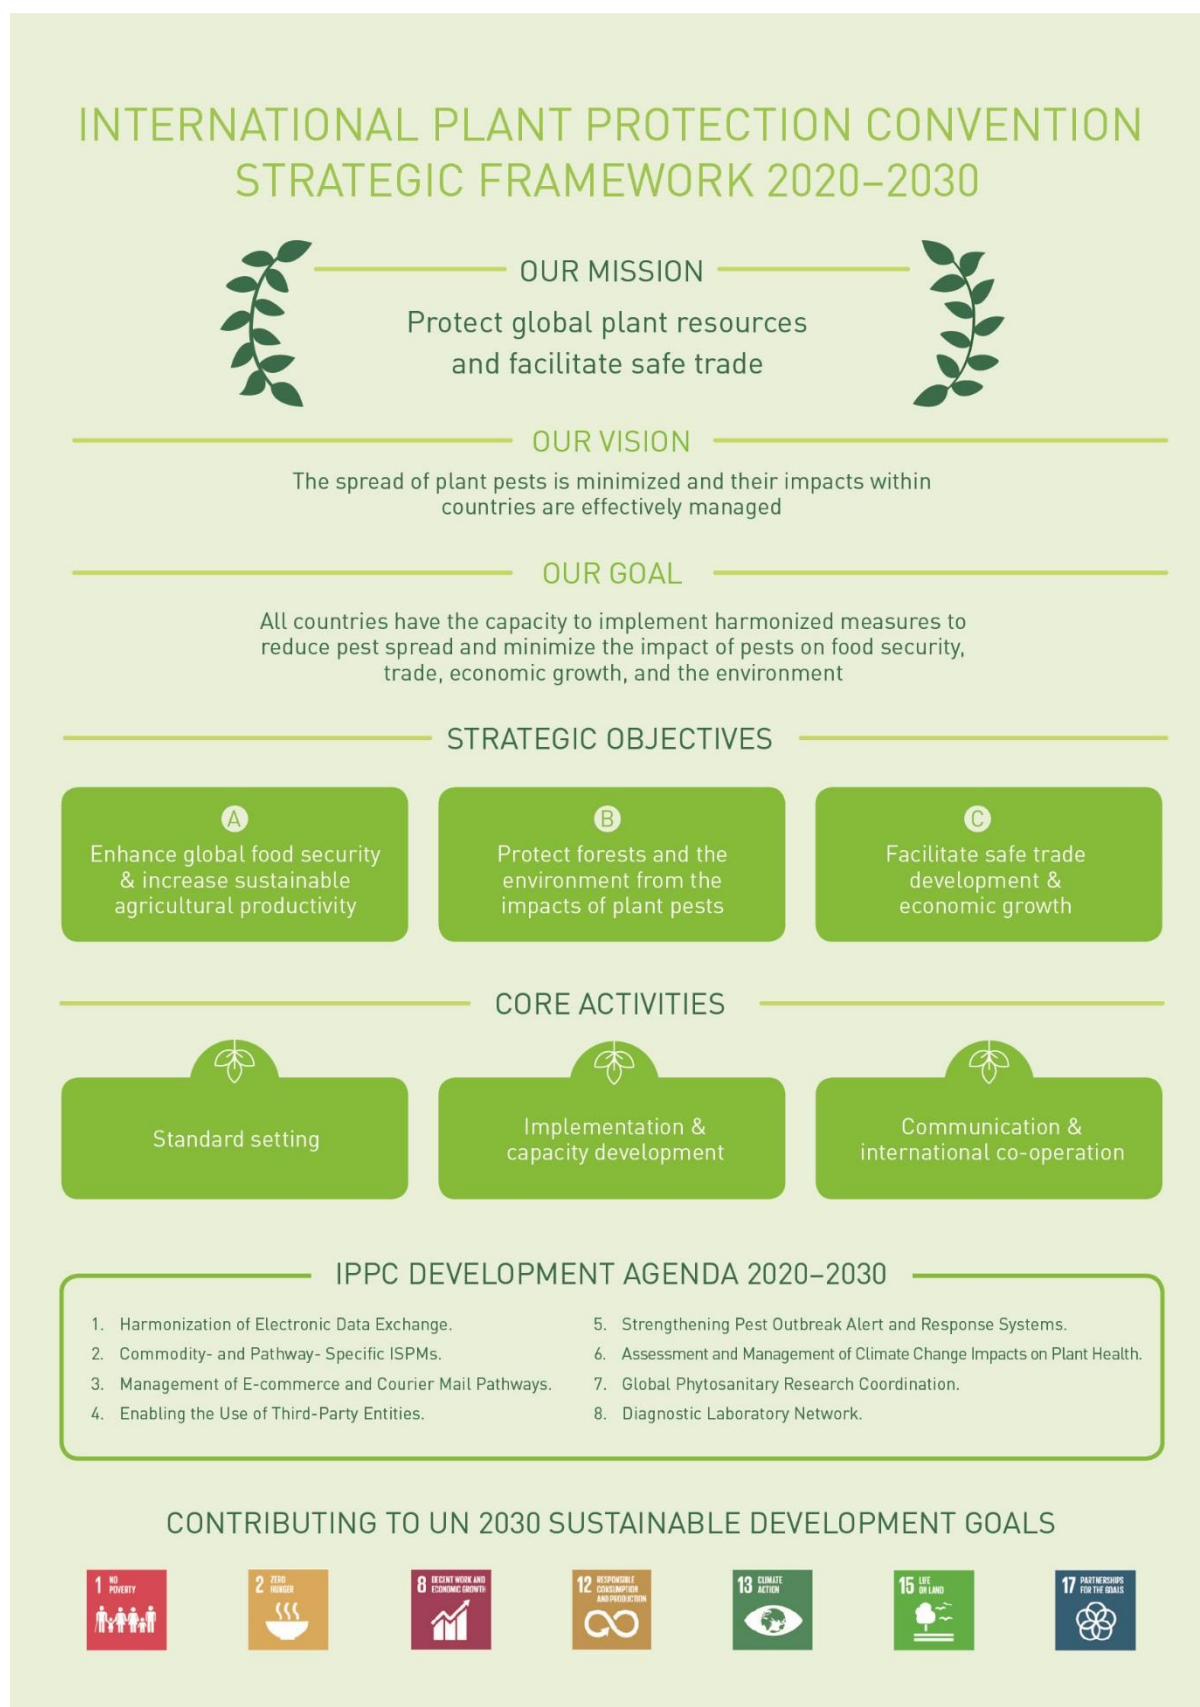 INTERNATIONAL PLANT PROTECTION CONVENTION
STRATEGIC FRAMEWORK 2020–2030
OUR MISSION
Protect global plant resources
and facilitate safe trade
OUR VISION
The spread of plant pests is minimized and their impacts within
countries are effectively managed
OUR GOAL
All countries have the capacity to implement harmonized measures to
reduce pest spread and minimize the impact of pests on food security,
trade, economic growth, and the environment
STRATEGIC OBJECTIVES
A
Enhance global food security
& increase sustainable
agricultural productivity
B
Protect forests and the
environment from the
impacts of plant pests
C
Facilitate safe trade
development &
economic growth
CORE ACTIVITIES
Standard setting
Implementation &
capacity development
Communication &
international co-operation
IPPC DEVELOPMENT AGENDA 2020–2030
1. Harmonization of Electronic Data Exchange.
2. Commodity- and Pathway- Specific ISPMs.
3. Management of E-commerce and Courier Mail Pathways.
4. Enabling the Use of Third-Party Entities.
5. Strengthening Pest Outbreak Alert and Response Systems.
6. Assessment and Management of Climate Change Impacts on Plant Health.
7. Global Phytosanitary Research Coordination.
8. Diagnostic Laboratory Network.
CONTRIBUTING TO UN 2030 SUSTAINABLE DEVELOPMENT GOALS
1 NO
POVERTY
2 ZERO
HUNGER
8 DECENT WORK AND
ECONOMIC GROWTH
12 RESPONSIBLE
CONSUMPTION
AND PRODUCTION
13 CLIMATE
ACTION
15 LIFE
ON LAND
17 PARTNERSHIPS
FOR THE GOALS